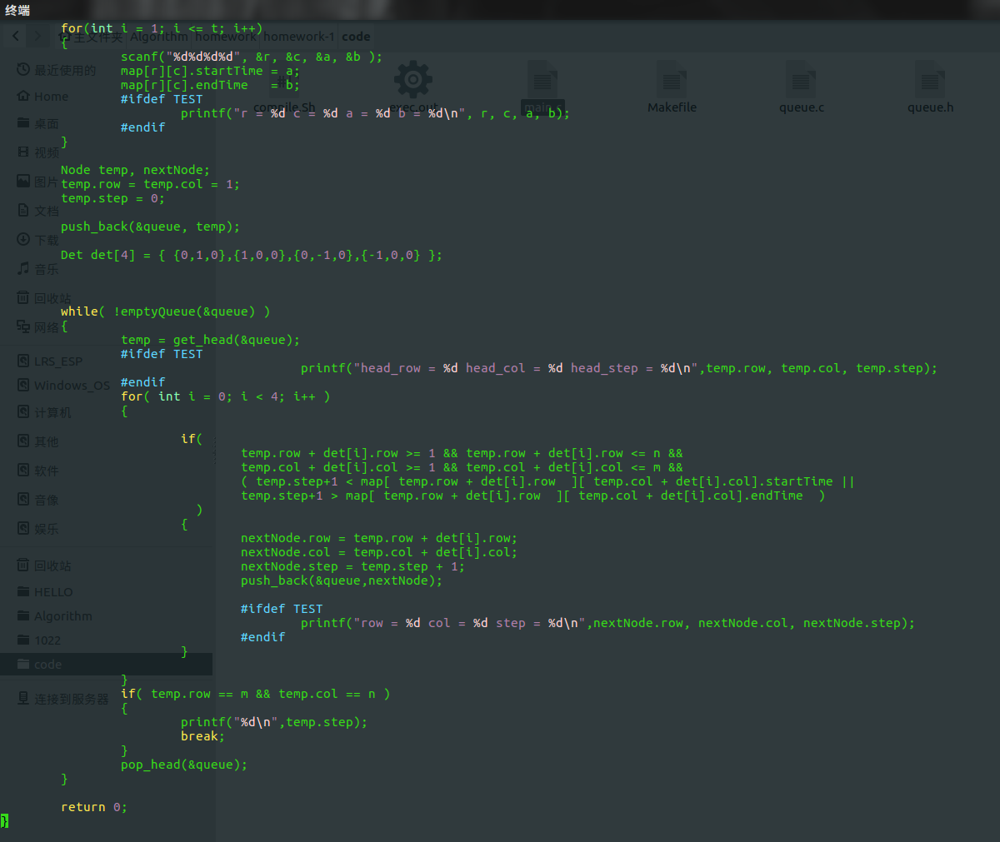 终端
主文件夹 Algorithm homework homework-1 code
最近使用的
Home
桌面
视频
图片
文档
下载
音乐
回收站
网络
LRS_ESP
Windows_OS
计算机
其他
软件
音像
娱乐
回收站
HELLO
Algorithm
1022
code
连接到服务器
compile.Sh
exec.out
Makefile
queue.c
queue.h
for(int i = 1; i <= t; i++)
{
scanf("%d%d%d%d", &r, &c, &a, &b );
map[r][c].startTime = a;
map[r][c].endTime   = b;
#ifdef TEST
printf("r = %d c = %d a = %d b = %d\n", r, c, a, b);
#endif
}
Node temp, nextNode;
temp.row = temp.col = 1;
temp.step = 0;
push_back(&queue, temp);
Det det[4] = { {0,1,0},{1,0,0},{0,-1,0},{-1,0,0} };
while( !emptyQueue(&queue) )
{
temp = get_head(&queue);
#ifdef TEST
printf("head_row = %d head_col = %d head_step = %d\n",temp.row, temp.col, temp.step);
#endif
for( int i = 0; i < 4; i++ )
{
if(
temp.row + det[i].row >= 1 && temp.row + det[i].row <= n &&
temp.col + det[i].col >= 1 && temp.col + det[i].col <= m &&
( temp.step+1 < map[ temp.row + det[i].row  ][ temp.col + det[i].col].startTime ||
temp.step+1 > map[ temp.row + det[i].row  ][ temp.col + det[i].col].endTime  )
)
{
nextNode.row = temp.row + det[i].row;
nextNode.col = temp.col + det[i].col;
nextNode.step = temp.step + 1;
push_back(&queue,nextNode);
#ifdef TEST
printf("row = %d col = %d step = %d\n",nextNode.row, nextNode.col, nextNode.step);
#endif
}
}
if( temp.row == m && temp.col == n )
{
printf("%d\n",temp.step);
break;
}
pop_head(&queue);
}
return 0;
}